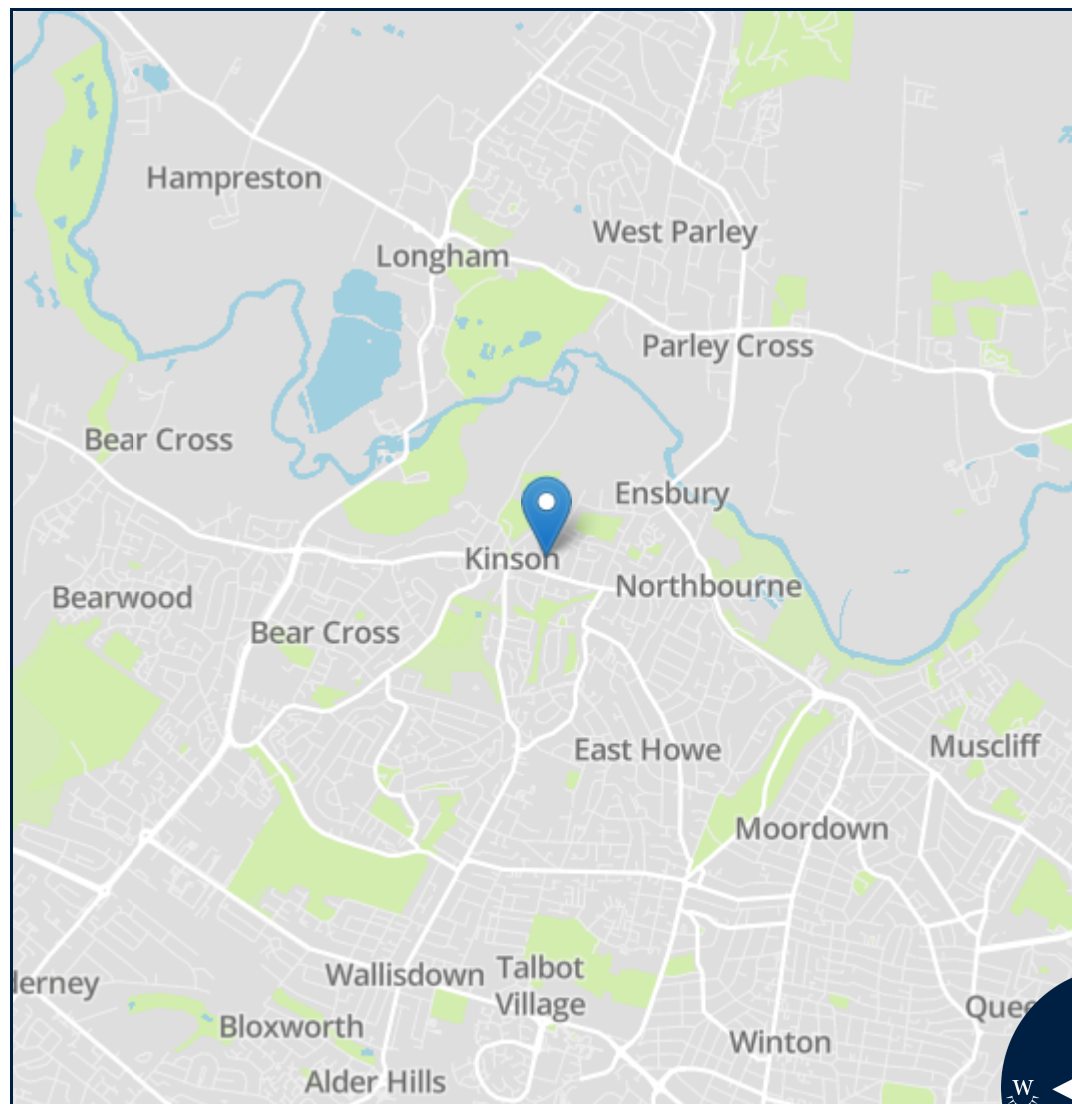 Hampreston
West Parley
Longham
Parley Cross
Bear Cross
Ensbury
Kinson
Northbourne
Bearwood
Bear Cross
East Howe
Muscliff
Moordown
Wallisdown
Talbot
Village
Bloxworth
Winton
Alder Hills
W